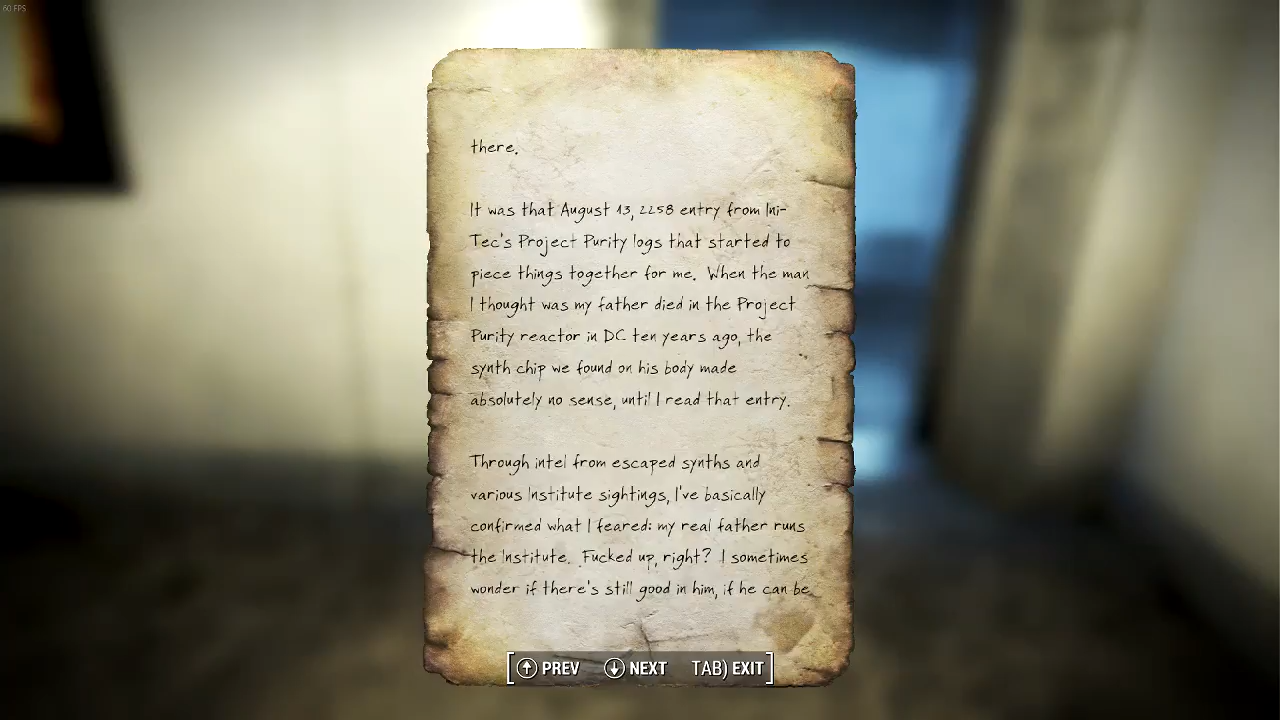 60 FPS
there.
It was that August 13, 2258 entry from Ini-
Tec's Project Purity logs that started to
piece things together for me.  When the man
I thought was my father died in the Project
Purity reactor in DC ten years ago, the
synth chip we found on his body made
absolutely no sense, until I read that entry.
Through intel from escaped synths and
various Institute sightings, I've basically
confirmed what I feared: my real father runs
the Institute.  Fucked up, right?  I sometimes
wonder if there's still good in him, if he can be
[↑ PREV ↓ NEXT TAB) EXIT]